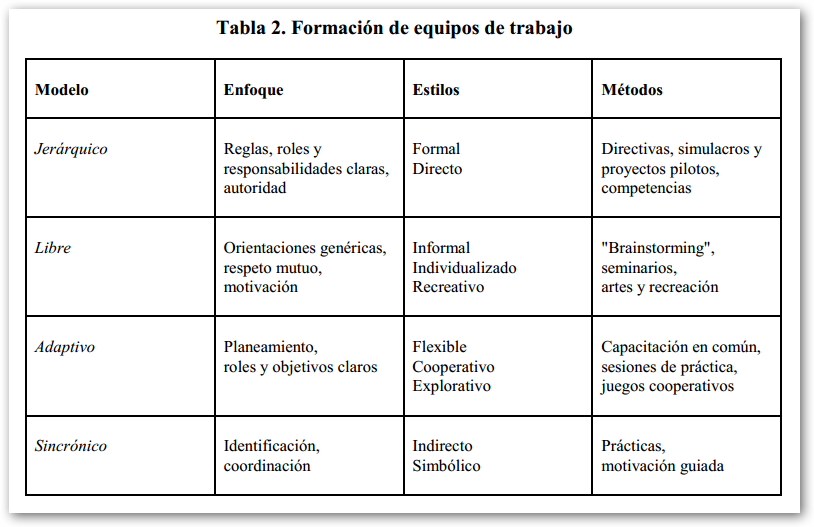 Tabla 2. Formación de equipos de trabajo
Modelo
Enfoque
Estilos
Métodos
Jerárquico
Reglas, roles y
responsabilidades claras,
autoridad
Formal
Directo
Directivas, simulacros y
proyectos pilotos,
competencias
Libre
Orientaciones genéricas,
respeto mutuo,
motivación
Informal
Individualizado
Recreativo
"Brainstorming",
seminarios,
artes y recreación
Adaptivo
Planeamiento,
roles y objetivos claros
Flexible
Cooperativo
Explorativo
Capacitación en común,
sesiones de práctica,
juegos cooperativos
Sincrónico
Identificación,
coordinación
Indirecto
Simbólico
Prácticas,
motivación guiada